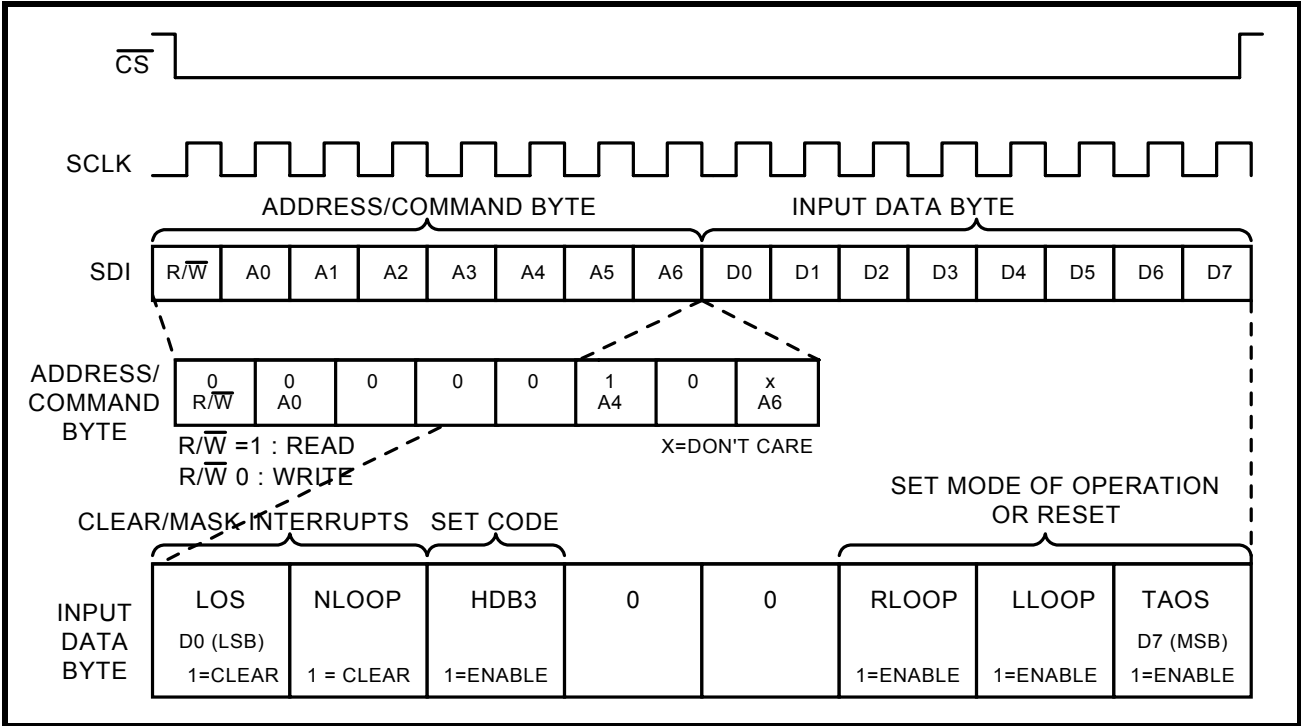 CS
SCLK
ADDRESS/COMMAND BYTE INPUT DATA BYTE
SDI R/W A0 A1 A2 A3 A4 A5 A6 D0 D1 D2 D3 D4 D5 D6 D7
ADDRESS/
COMMAND
BYTE
0 0 0 0 0 1 0 x
R/W A0 A4 A6
R/W =1 : READ X=DON'T CARE
R/W 0 : WRITE
SET MODE OF OPERATION
OR RESET
CLEAR/MASK INTERRUPTS SET CODE
INPUT
DATA
BYTE
LOS NLOOP HDB3 0 0 RLOOP LLOOP TAOS
D0 (LSB) D7 (MSB)
1=CLEAR 1 = CLEAR 1=ENABLE 1=ENABLE 1=ENABLE 1=ENABLE